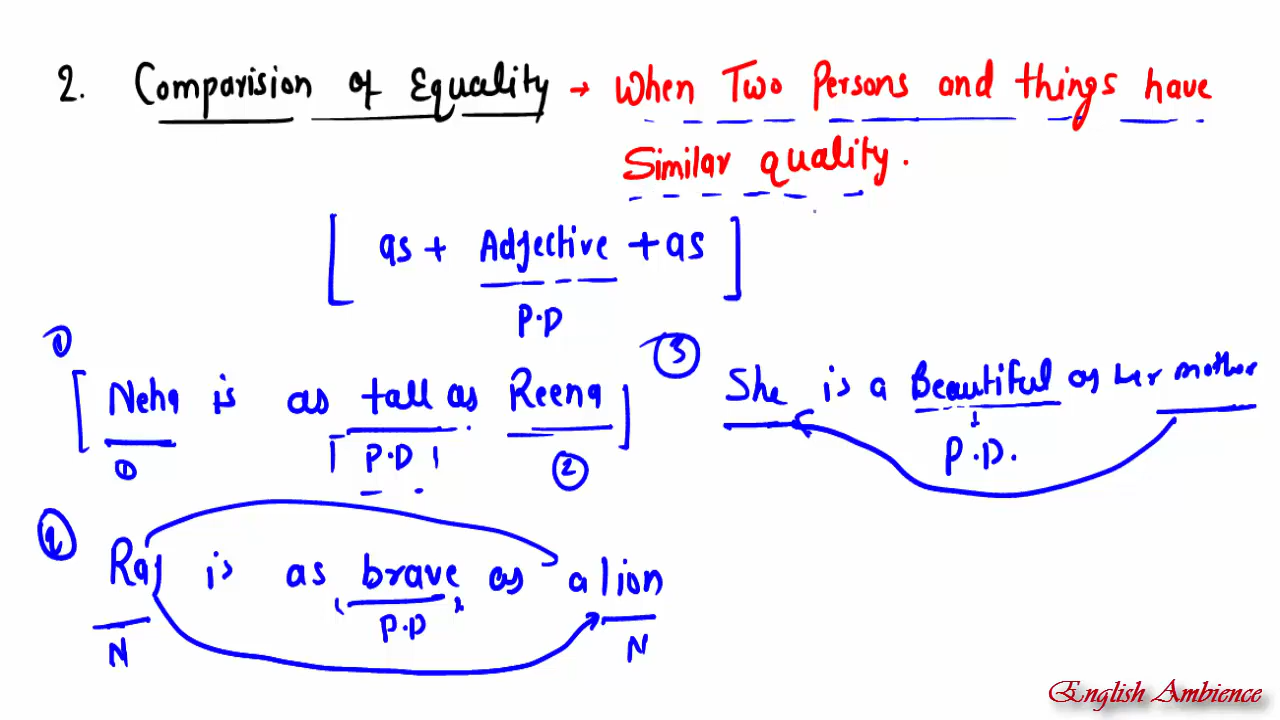 2. Comparision of Equality → When Two Persons and things have
Similar quality.
[ as + Adjective + as ]
P.D
① [ Neha is as tall as Reena ]
① P.D ②
② Raj is as brave as a lion
N P.D N
③ She is a Beautiful as her mother
P.D.
English Ambience